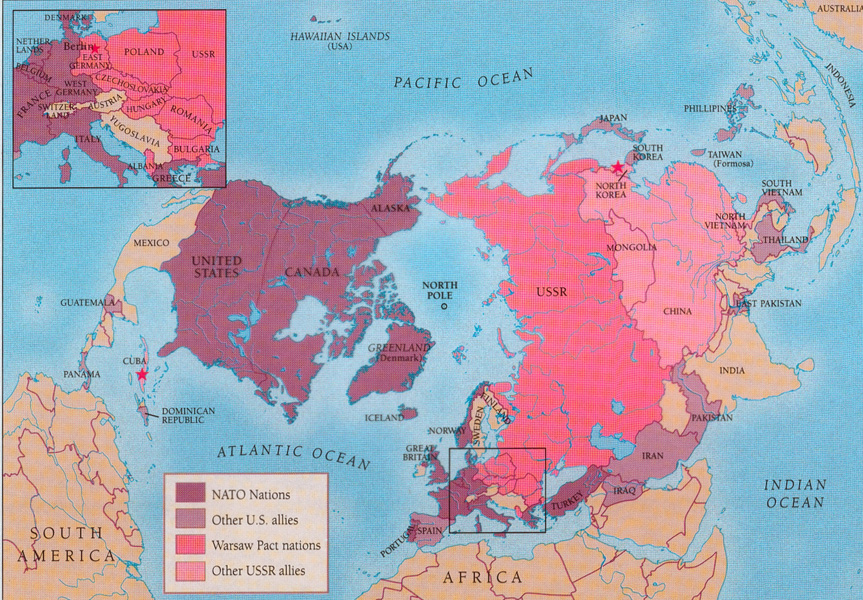 DENMARK
NETHER-
LANDS
Berlin
POLAND
USSR
EAST
GERMANY
BELGIUM
WEST
GERMANY
CZECHOSLOVAKIA
FRANCE
SWITZER-
LAND
AUSTRIA
HUNGARY
ROMANIA
YUGOSLAVIA
ITALY
BULGARIA
ALBANIA
GREECE
HAWAIIAN ISLANDS
(USA)
PACIFIC OCEAN
AUSTRALIA
INDONESIA
PHILLIPINES
JAPAN
SOUTH
KOREA
TAIWAN
(Formosa)
NORTH
KOREA
SOUTH
VIETNAM
NORTH
VIETNAM
THAILAND
ALASKA
MEXICO
UNITED
STATES
CANADA
NORTH
POLE
USSR
MONGOLIA
CHINA
EAST PAKISTAN
GUATEMALA
GREENLAND
(Denmark)
CUBA
PANAMA
INDIA
DOMINICAN
REPUBLIC
ICELAND
PAKISTAN
NORWAY
SWEDEN
FINLAND
ATLANTIC OCEAN
GREAT
BRITAIN
IRAN
IRAQ
TURKEY
INDIAN
OCEAN
PORTUGAL
SPAIN
SOUTH
AMERICA
AFRICA
NATO Nations
Other U.S. allies
Warsaw Pact nations
Other USSR allies